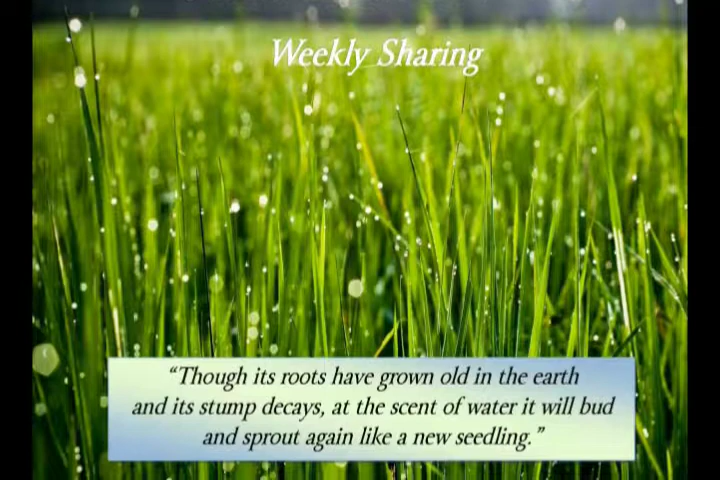 Weekly Sharing
“Though its roots have grown old in the earth
and its stump decays, at the scent of water it will bud
and sprout again like a new seedling.”